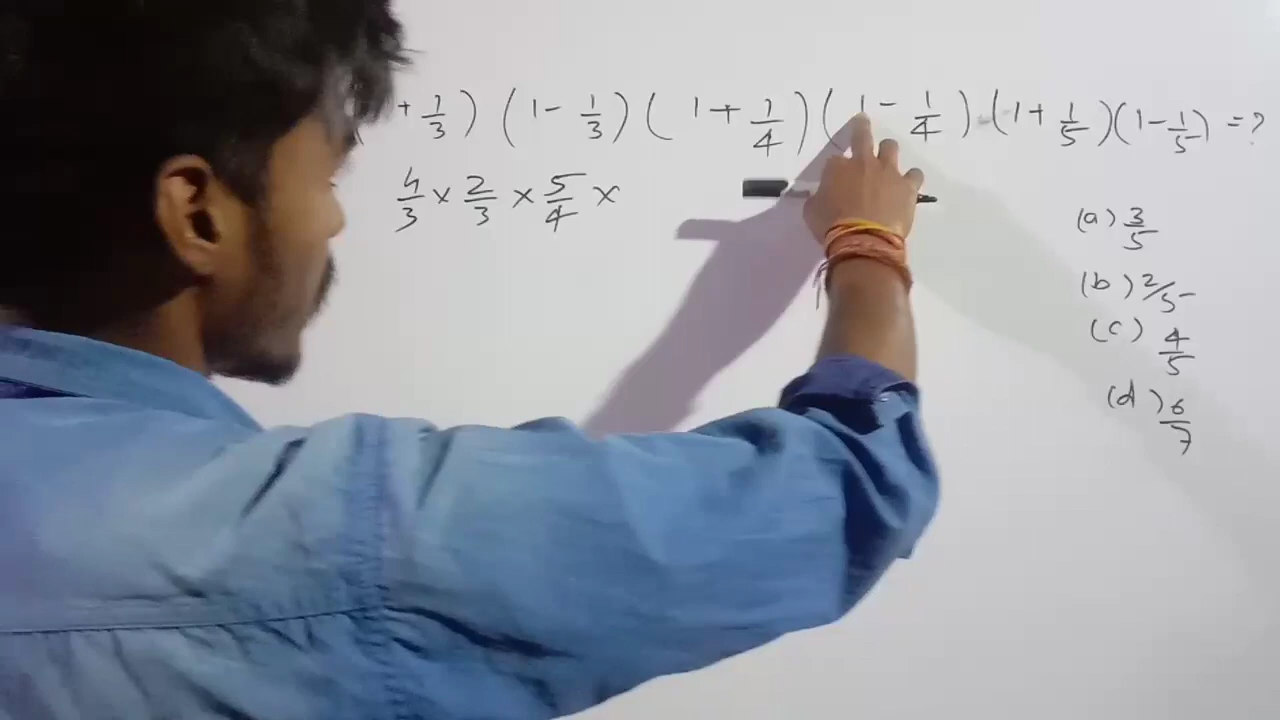 + 1/3) (1 - 1/3) (1 + 1/4) (1 - 1/4) (1 + 1/5) (1 - 1/5) = ?
4/3 × 2/3 × 5/4 ×
(a) 3/5
(b) 2/5
(c) 4/5
(d) 6/7